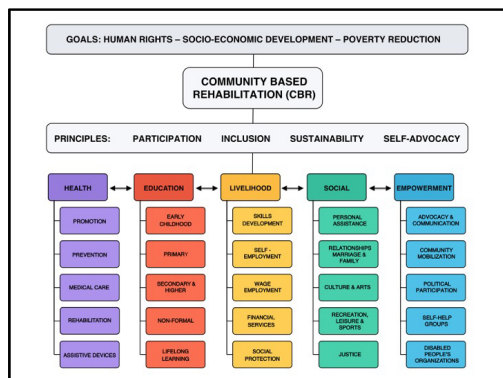 GOALS: HUMAN RIGHTS – SOCIO-ECONOMIC DEVELOPMENT – POVERTY REDUCTION
COMMUNITY BASED
REHABILITATION (CBR)
PRINCIPLES: PARTICIPATION INCLUSION SUSTAINABILITY SELF-ADVOCACY
HEALTH
PROMOTION
PREVENTION
MEDICAL CARE
REHABILITATION
ASSISTIVE DEVICES
EDUCATION
EARLY
CHILDHOOD
PRIMARY
SECONDARY &
HIGHER
NON-FORMAL
LIFELONG
LEARNING
LIVELIHOOD
SKILLS
DEVELOPMENT
SELF -
EMPLOYMENT
WAGE
EMPLOYMENT
FINANCIAL
SERVICES
SOCIAL
PROTECTION
SOCIAL
PERSONAL
ASSISTANCE
RELATIONSHIPS
MARRIAGE &
FAMILY
CULTURE & ARTS
RECREATION,
LEISURE &
SPORTS
JUSTICE
EMPOWERMENT
ADVOCACY &
COMMUNICATION
COMMUNITY
MOBILIZATION
POLITICAL
PARTICIPATION
SELF-HELP
GROUPS
DISABLED
PEOPLE'S
ORGANIZATIONS